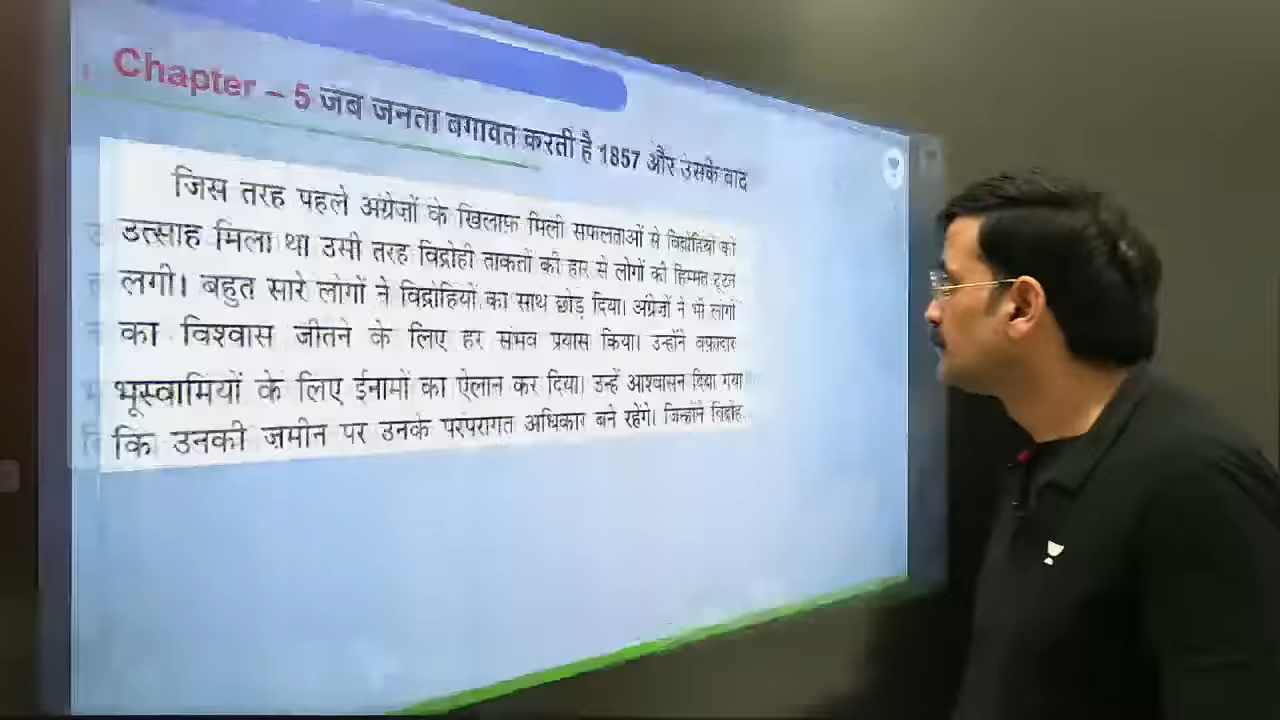 Chapter – 5 जब जनता बगावत करती है 1857 और उसके बाद
जिस तरह पहले अंग्रेजों के खिलाफ़ मिली सफलताओं से विद्रोहियों को
उत्साह मिला था उसी तरह विद्रोही ताकतों की हार से लोगों की हिम्मत टूटने
लगी। बहुत सारे लोगों ने विद्रोहियों का साथ छोड़ दिया। अंग्रेजों ने भी लोगों
का विश्वास जीतने के लिए हर संभव प्रयास किया। उन्होंने वफ़ादार
भूस्वामियों के लिए ईनामों का ऐलान कर दिया। उन्हें आश्वासन दिया गया
कि उनकी ज़मीन पर उनके परंपरागत अधिकार बने रहेंगे। जिन्होंने विद्रोह